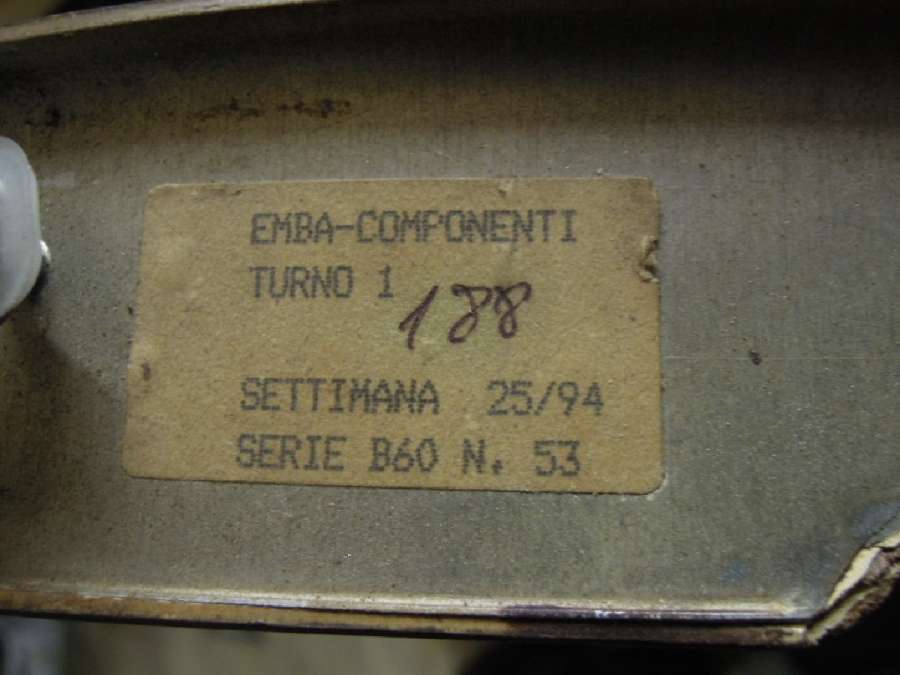 EMBA-COMPONENTI
TURNO 1
188
SETTIMANA 25/94
SERIE B60 N. 53